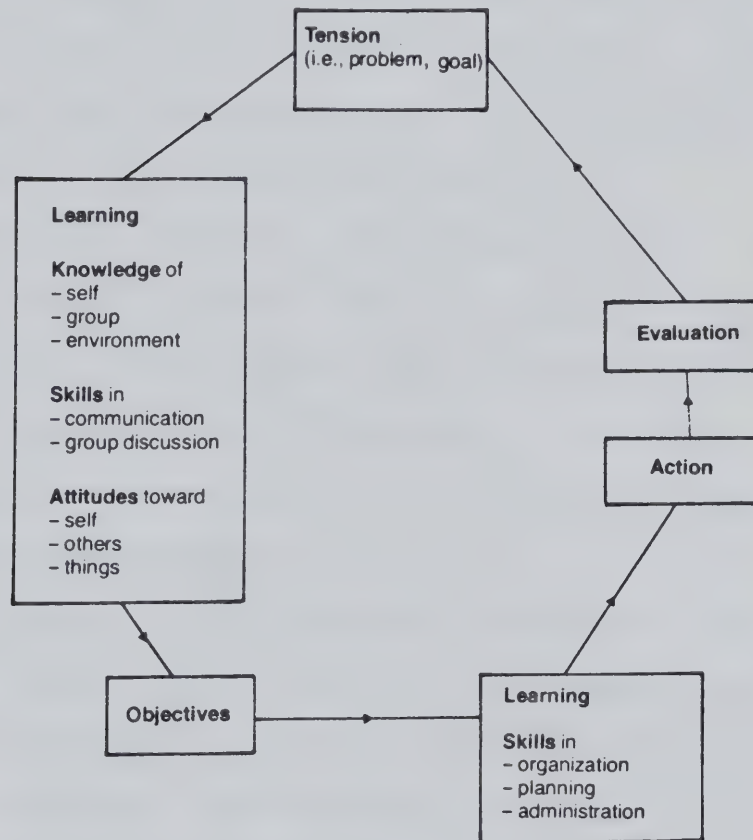 Tension
(i.e., problem, goal)
Learning
Knowledge of
– self
– group
– environment
Skills in
– communication
– group discussion
Attitudes toward
– self
– others
– things
Objectives
Learning
Skills in
– organization
– planning
– administration
Action
Evaluation